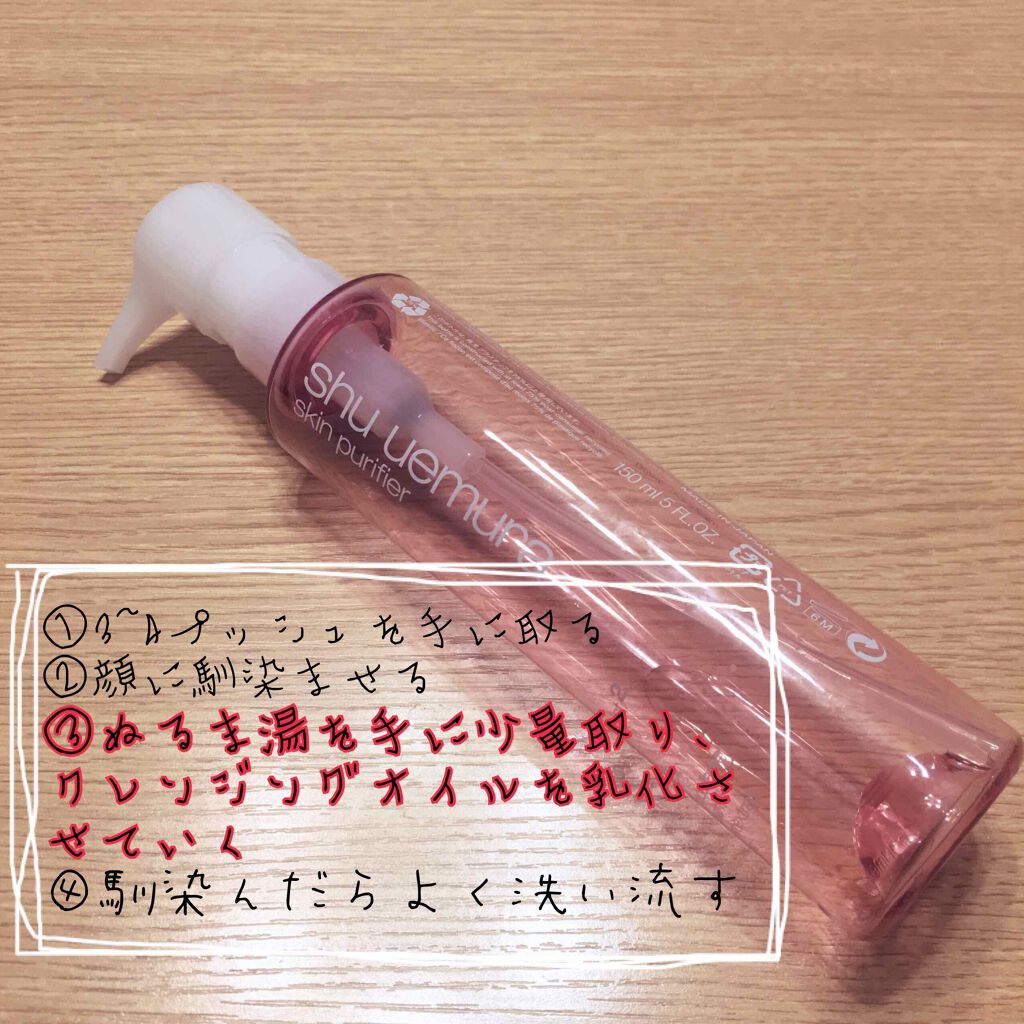 shu uemura
skin purifier
150 ml 5 FL.OZ
6M
①3~4プッシュを手に取る
②顔に馴染ませる
③ぬるま湯を手に少量取り、
クレンジングオイルを乳化さ
せていく
④馴染んだらよく洗い流す